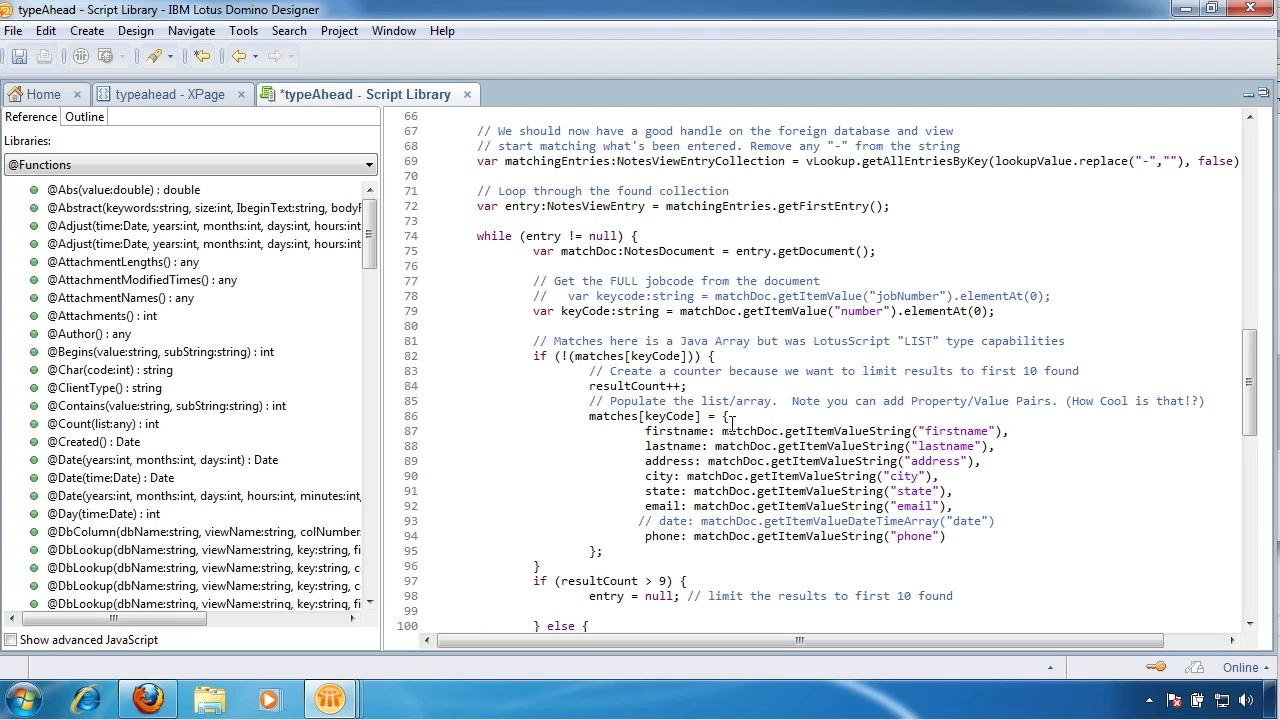 typeAhead - Script Library - IBM Lotus Domino Designer
File Edit Create Design Navigate Tools Search Project Window Help
Home typeahead - XPage *typeAhead - Script Library
Reference Outline
Libraries:
@Functions
@Abs(value:double) : double
@Abstract(keywords:string, size:int, IbeginText:string, bodyF
@Adjust(time:Date, years:int, months:int, days:int, hours:int
@Adjust(time:Date, years:int, months:int, days:int, hours:int
@AttachmentLengths() : any
@AttachmentModifiedTimes() : any
@AttachmentNames() : any
@Attachments() : int
@Author() : any
@Begins(value:string, subString:string) : int
@Char(code:int) : string
@ClientType() : string
@Contains(value:string, subString:string) : int
@Count(list:any) : int
@Created() : Date
@Date(years:int, months:int, days:int) : Date
@Date(time:Date) : Date
@Date(years:int, months:int, days:int, hours:int, minutes:int,
@Day(time:Date) : int
@DbColumn(dbName:string, viewName:string, colNumber
@DbLookup(dbName:string, viewName:string, key:string, fi
@DbLookup(dbName:string, viewName:string, key:string, c
@DbLookup(dbName:string, viewName:string, key:string, c
@DbLookup(dbName:string, viewName:string, key:string, fi
Show advanced JavaScript
66
67 // We should now have a good handle on the foreign database and view
68 // start matching what's been entered. Remove any "-" from the string
69 var matchingEntries:NotesViewEntryCollection = vLookup.getAllEntriesByKey(lookupValue.replace("-",""), false)
70
71 // Loop through the found collection
72 var entry:NotesViewEntry = matchingEntries.getFirstEntry();
73
74 while (entry != null) {
75 var matchDoc:NotesDocument = entry.getDocument();
76
77 // Get the FULL jobcode from the document
78 // var keycode:string = matchDoc.getItemValue("jobNumber").elementAt(0);
79 var keyCode:string = matchDoc.getItemValue("number").elementAt(0);
80
81 // Matches here is a Java Array but was LotusScript "LIST" type capabilities
82 if (!(matches[keyCode])) {
83 // Create a counter because we want to limit results to first 10 found
84 resultCount++;
85 // Populate the list/array.  Note you can add Property/Value Pairs. (How Cool is that!?)
86 matches[keyCode] = {
87 firstname: matchDoc.getItemValueString("firstname"),
88 lastname: matchDoc.getItemValueString("lastname"),
89 address: matchDoc.getItemValueString("address"),
90 city: matchDoc.getItemValueString("city"),
91 state: matchDoc.getItemValueString("state"),
92 email: matchDoc.getItemValueString("email"),
93 // date: matchDoc.getItemValueDateTimeArray("date")
94 phone: matchDoc.getItemValueString("phone")
95 };
96 }
97 if (resultCount > 9) {
98 entry = null; // limit the results to first 10 found
99
100 } else {
Online